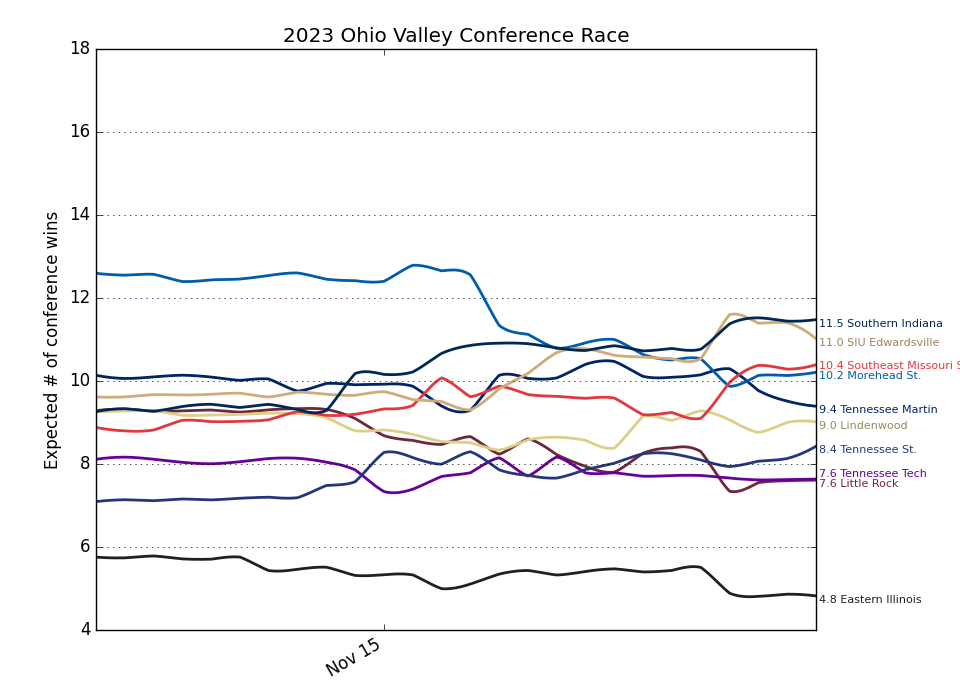 2023 Ohio Valley Conference Race
Expected # of conference wins
18
16
14
12
10
8
6
4
Nov 15
11.5 Southern Indiana
11.0 SIU Edwardsville
10.4 Southeast Missouri S
10.2 Morehead St.
9.4 Tennessee Martin
9.0 Lindenwood
8.4 Tennessee St.
7.6 Tennessee Tech
7.6 Little Rock
4.8 Eastern Illinois